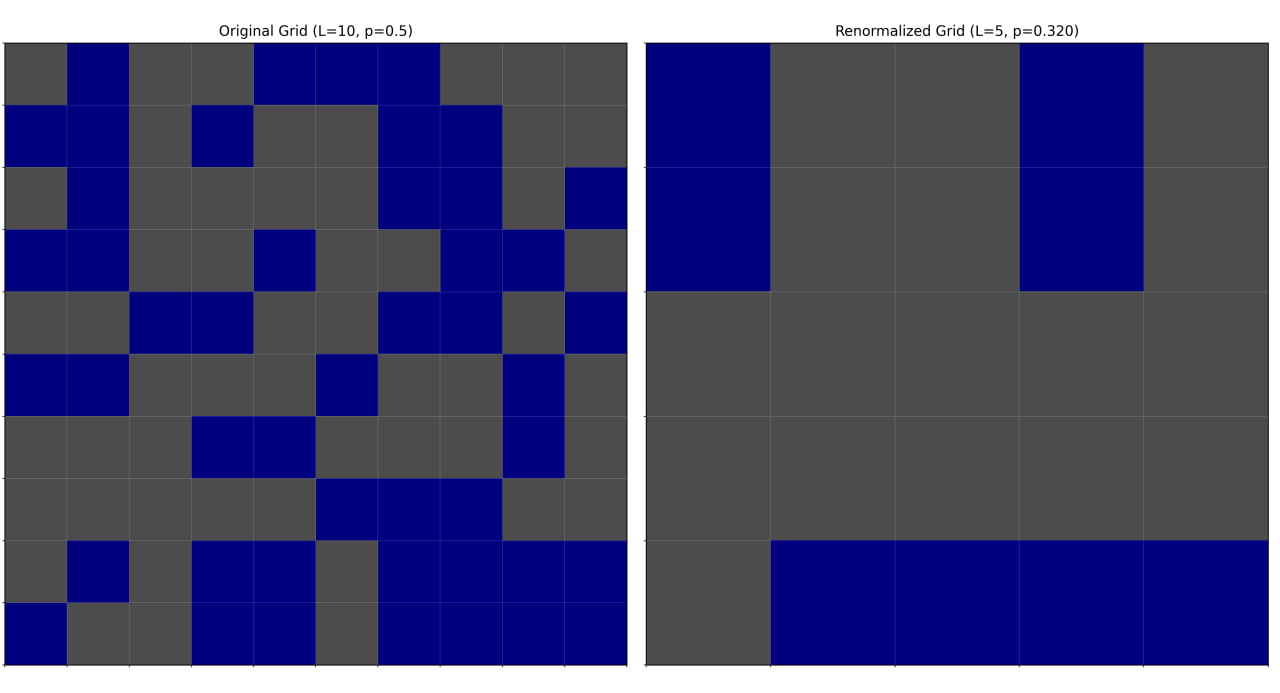 Original Grid (L=10, p=0.5)
Renormalized Grid (L=5, p=0.320)